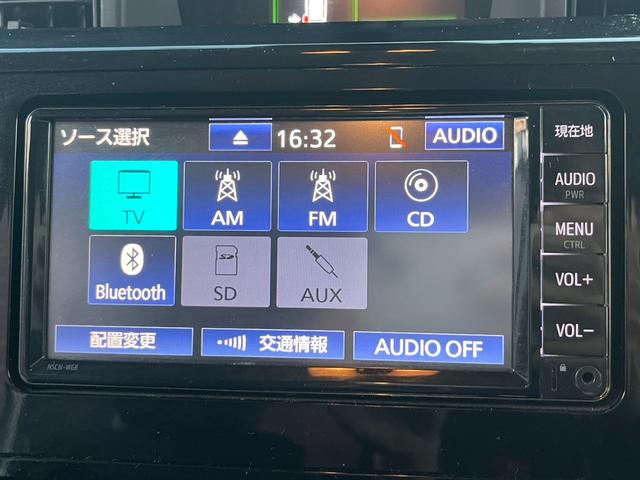 ソース選択
16:32
AUDIO
TV
AM
FM
CD
Bluetooth
SD
AUX
配置変更
交通情報
AUDIO OFF
現在地
AUDIO
PWR
MENU
CTRL
VOL+
VOL-
NSCN-W68